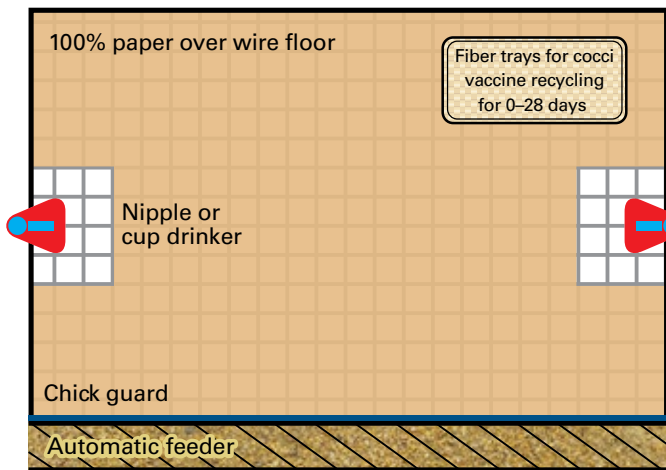 100% paper over wire floor
Fiber trays for cocci
vaccine recycling
for 0–28 days
Nipple or
cup drinker
Chick guard
Automatic feeder